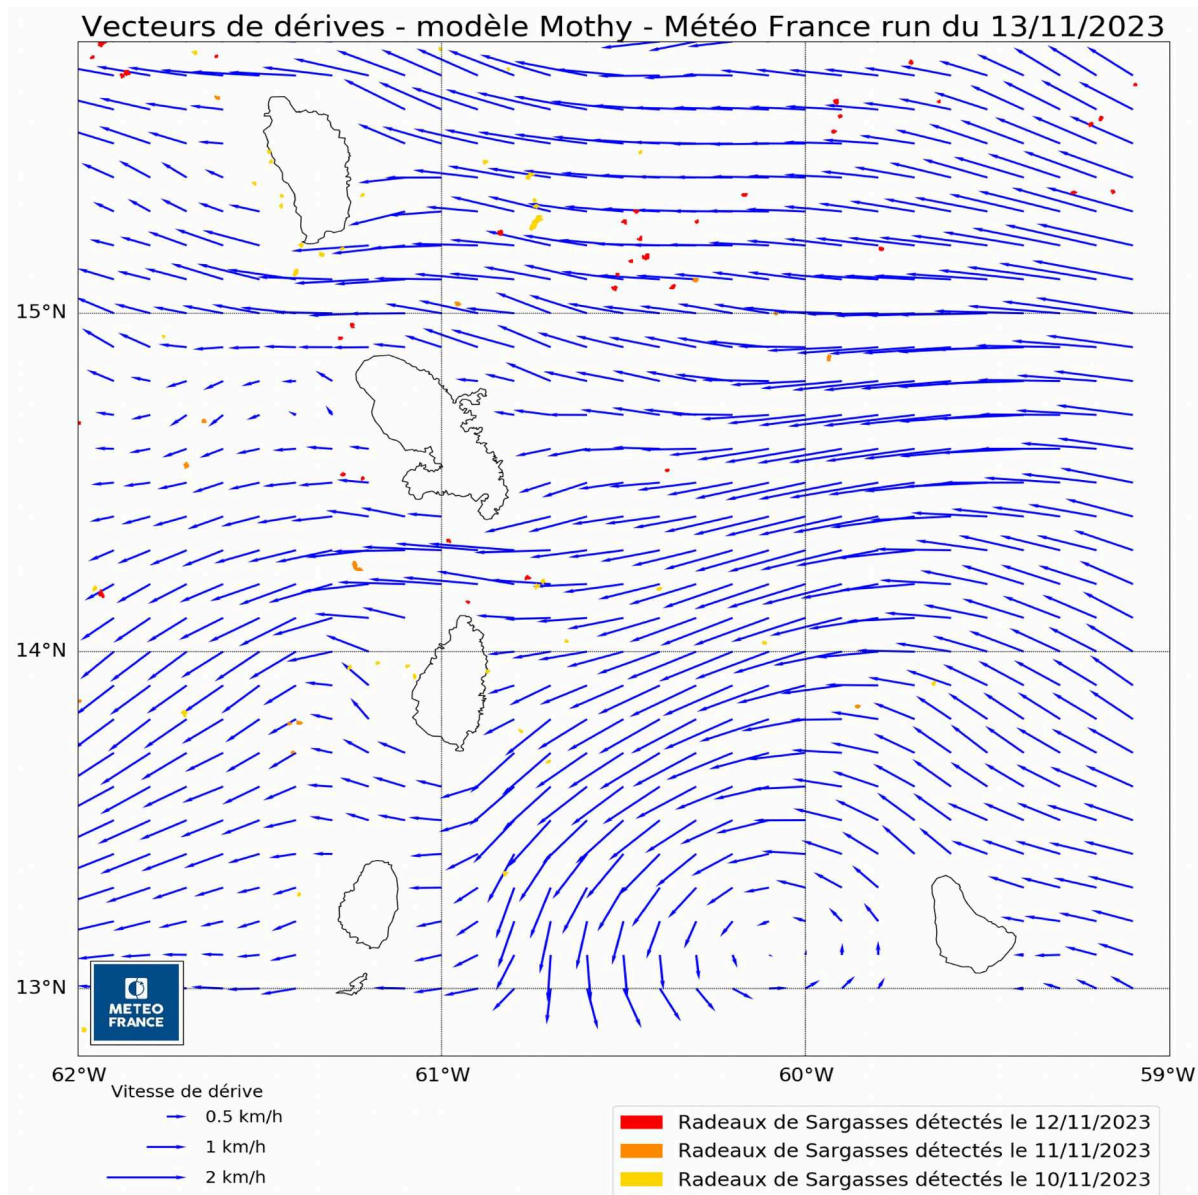 Vecteurs de dérives - modèle Mothy - Météo France run du 13/11/2023
15°N
14°N
13°N
METEO
FRANCE
62°W
61°W
60°W
59°W
Vitesse de dérive
0.5 km/h
1 km/h
2 km/h
Radeaux de Sargasses détectés le 12/11/2023
Radeaux de Sargasses détectés le 11/11/2023
Radeaux de Sargasses détectés le 10/11/2023